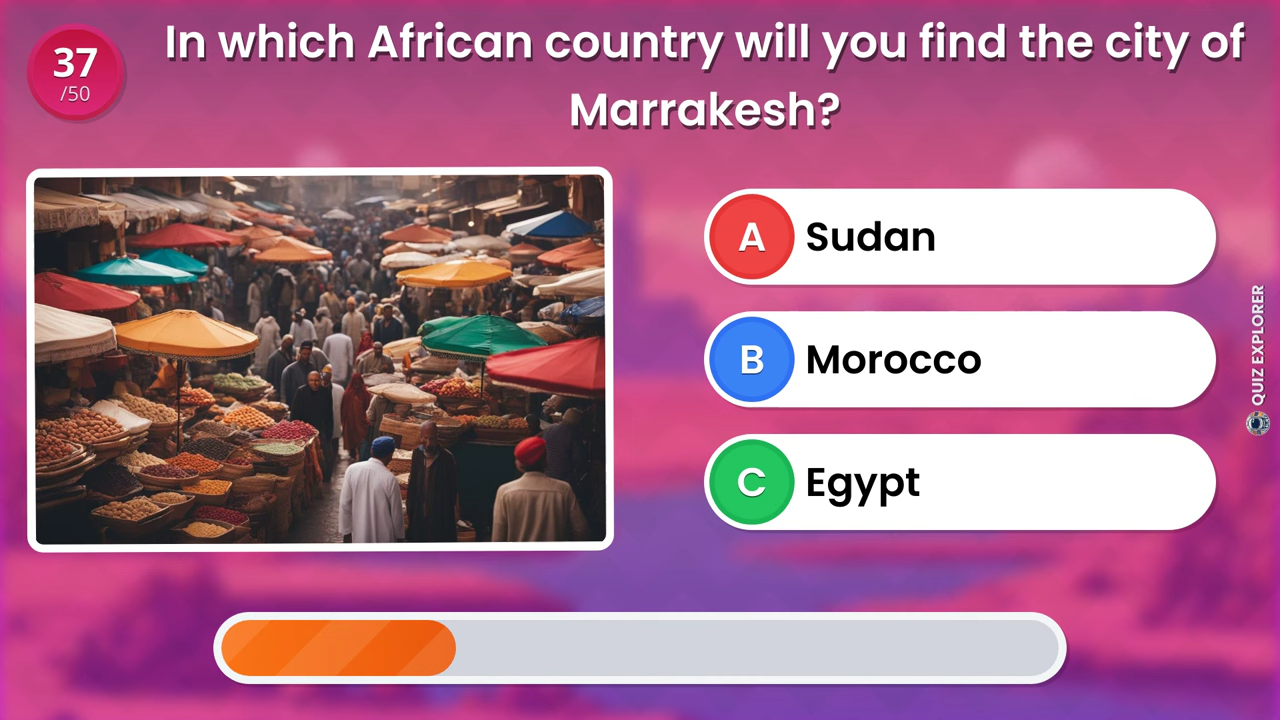 37
/50
In which African country will you find the city of
Marrakesh?
A Sudan
B Morocco
C Egypt
QUIZ EXPLORER